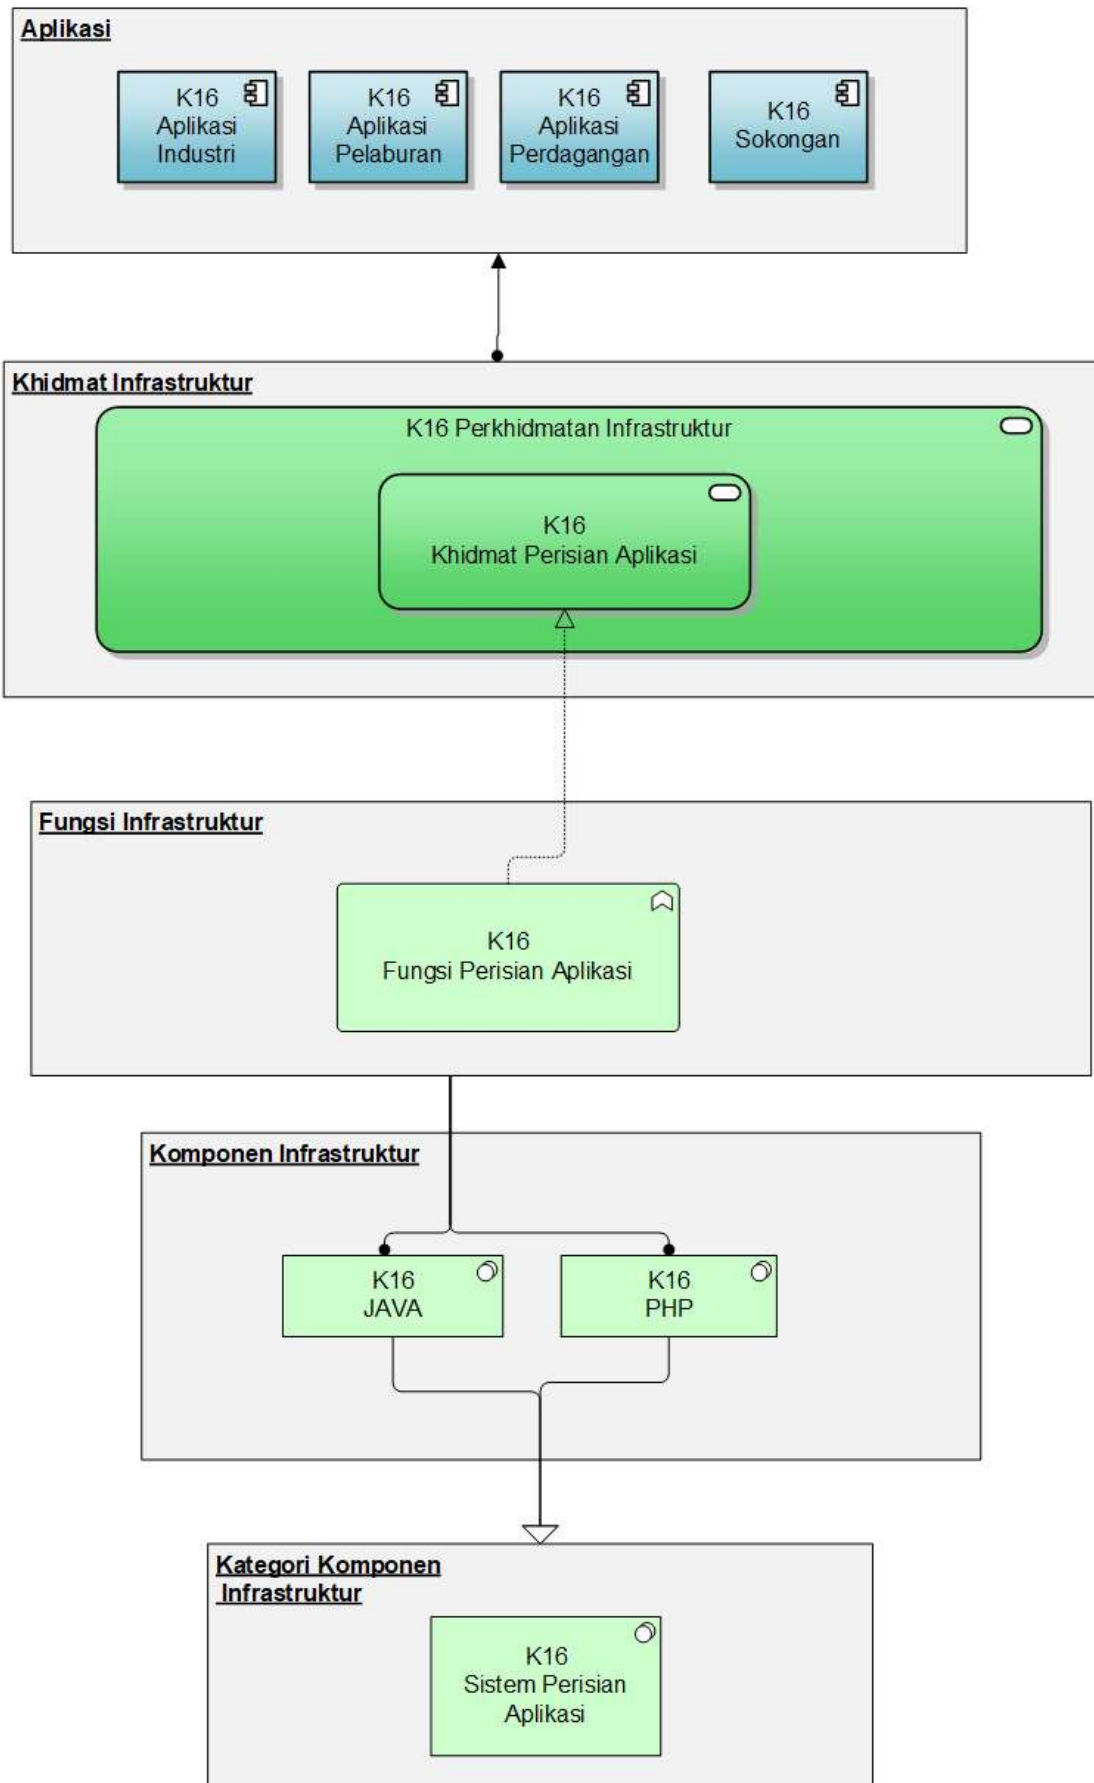 Aplikasi
K16
Aplikasi
Industri
K16
Aplikasi
Pelaburan
K16
Aplikasi
Perdagangan
K16
Sokongan
Khidmat Infrastruktur
K16 Perkhidmatan Infrastruktur
K16
Khidmat Perisian Aplikasi
Fungsi Infrastruktur
K16
Fungsi Perisian Aplikasi
Komponen Infrastruktur
K16
JAVA
K16
PHP
Kategori Komponen
Infrastruktur
K16
Sistem Perisian
Aplikasi